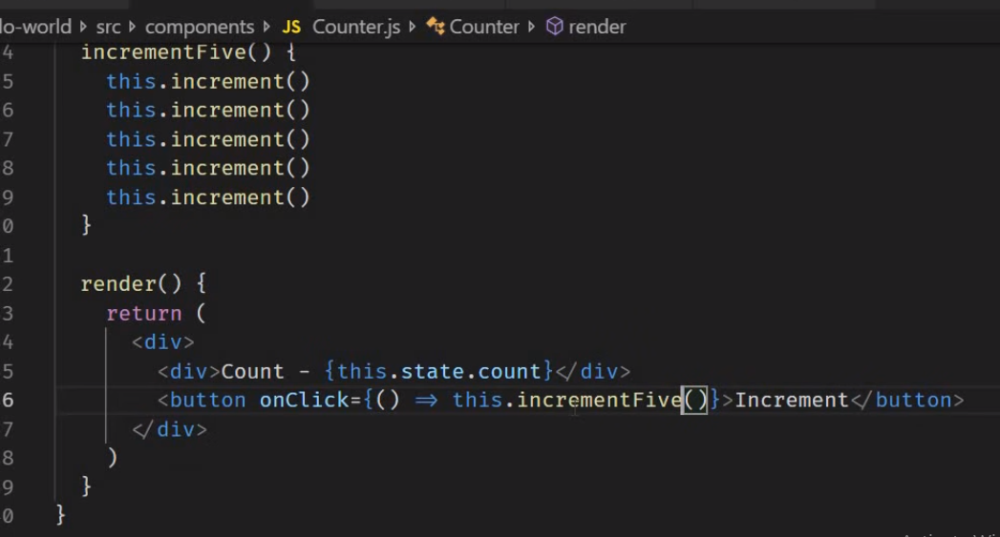 lo-world › src › components › JS Counter.js › Counter › render
4 incrementFive() {
5 this.increment()
6 this.increment()
7 this.increment()
8 this.increment()
9 this.increment()
0 }
1
2 render() {
3 return (
4 <div>
5 <div>Count - {this.state.count}</div>
6 <button onClick={() => this.incrementFive()}>Increment</button>
7 </div>
8 )
9 }
0 }